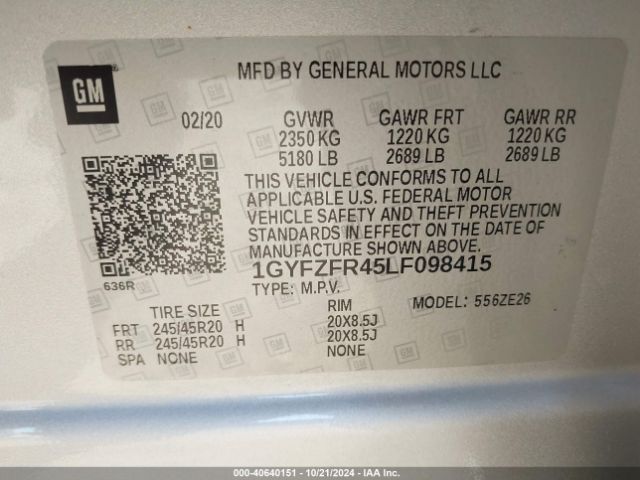 GM
MFD BY GENERAL MOTORS LLC
02/20 GVWR GAWR FRT GAWR RR
2350 KG 1220 KG 1220 KG
5180 LB 2689 LB 2689 LB
THIS VEHICLE CONFORMS TO ALL
APPLICABLE U.S. FEDERAL MOTOR
VEHICLE SAFETY AND THEFT PREVENTION
STANDARDS IN EFFECT ON THE DATE OF
MANUFACTURE SHOWN ABOVE.
1GYFZFR45LF098415
636R
TYPE: M.P.V. MODEL: 556ZE26
TIRE SIZE RIM
FRT 245/45R20 H 20X8.5J
RR 245/45R20 H 20X8.5J
SPA NONE NONE
000-40640151 - 10/21/2024 - IAA Inc.